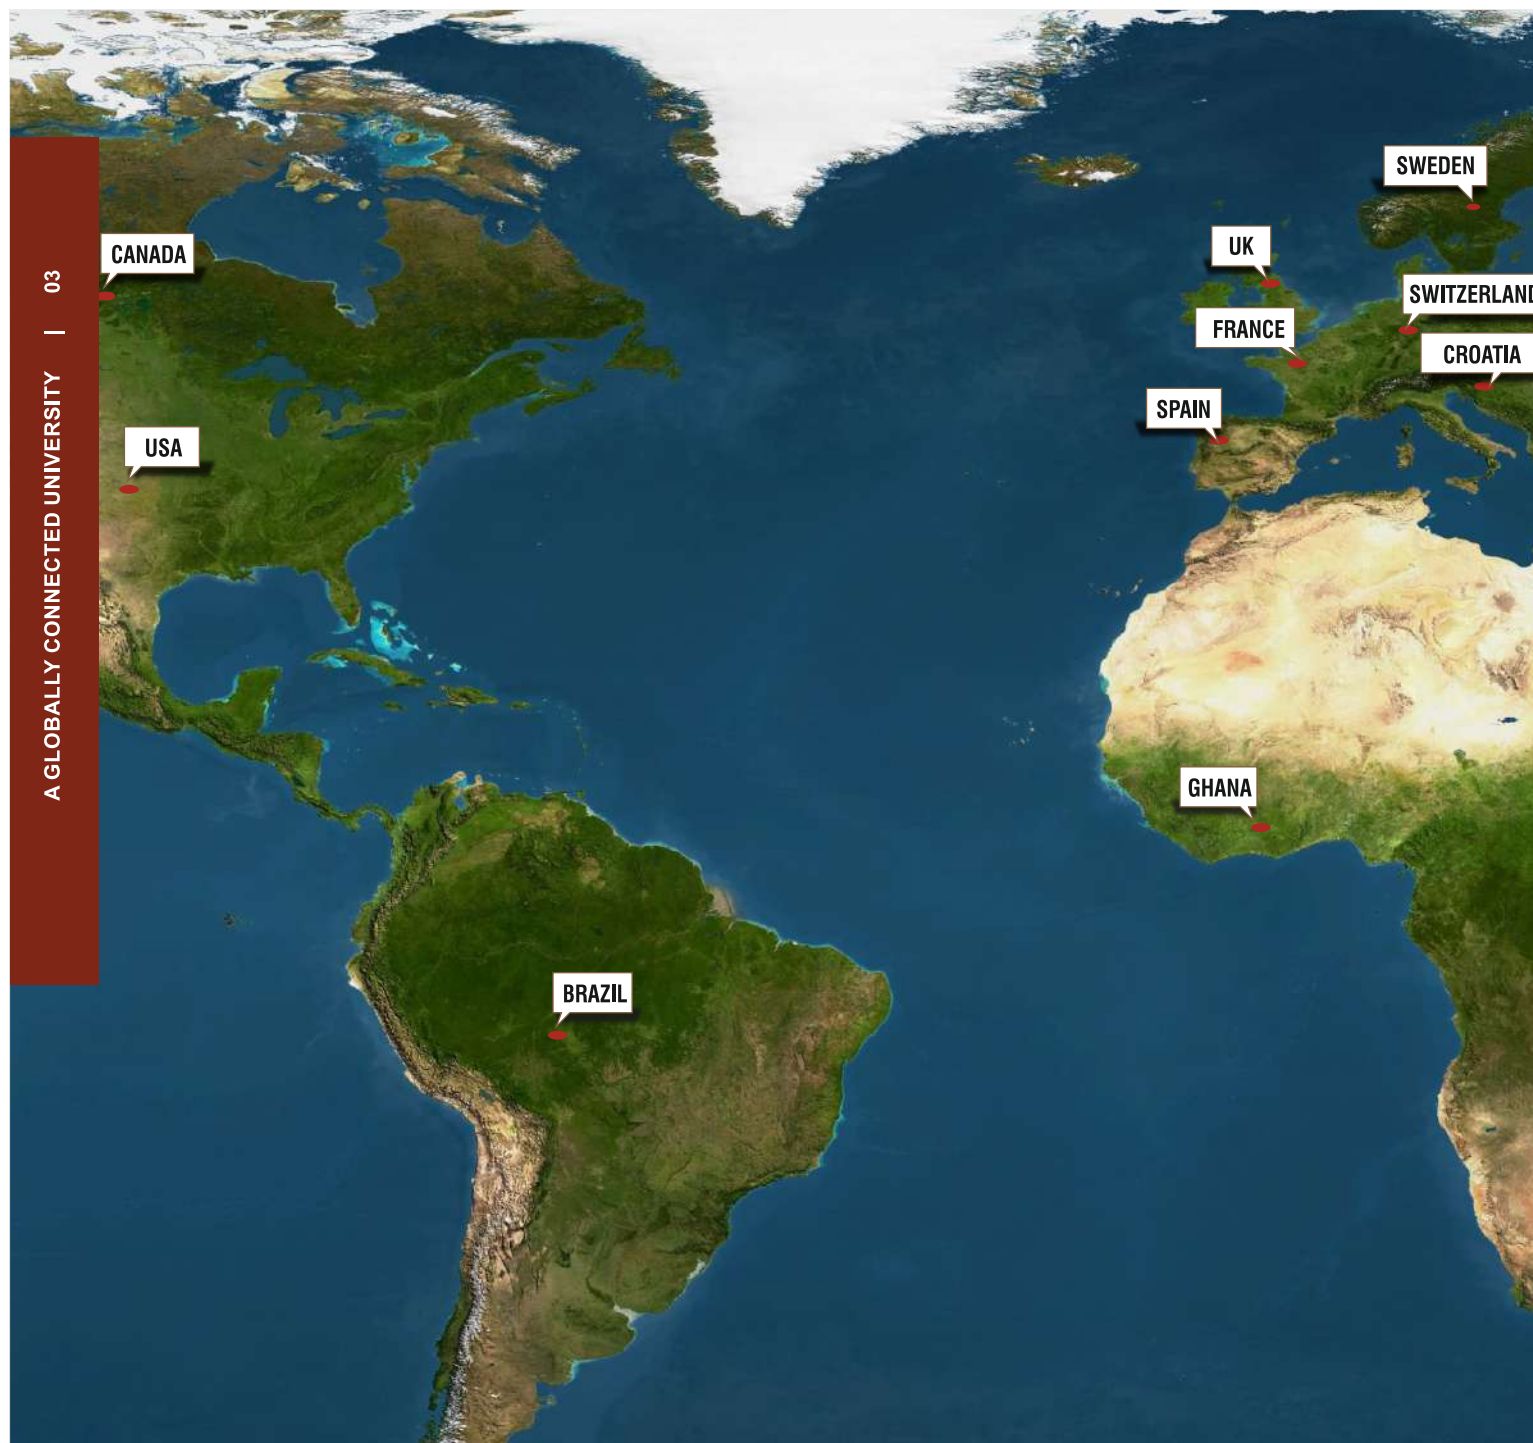 A GLOBALLY CONNECTED UNIVERSITY | 03
CANADA
USA
BRAZIL
SWEDEN
UK
SWITZERLAND
FRANCE
CROATIA
SPAIN
GHANA